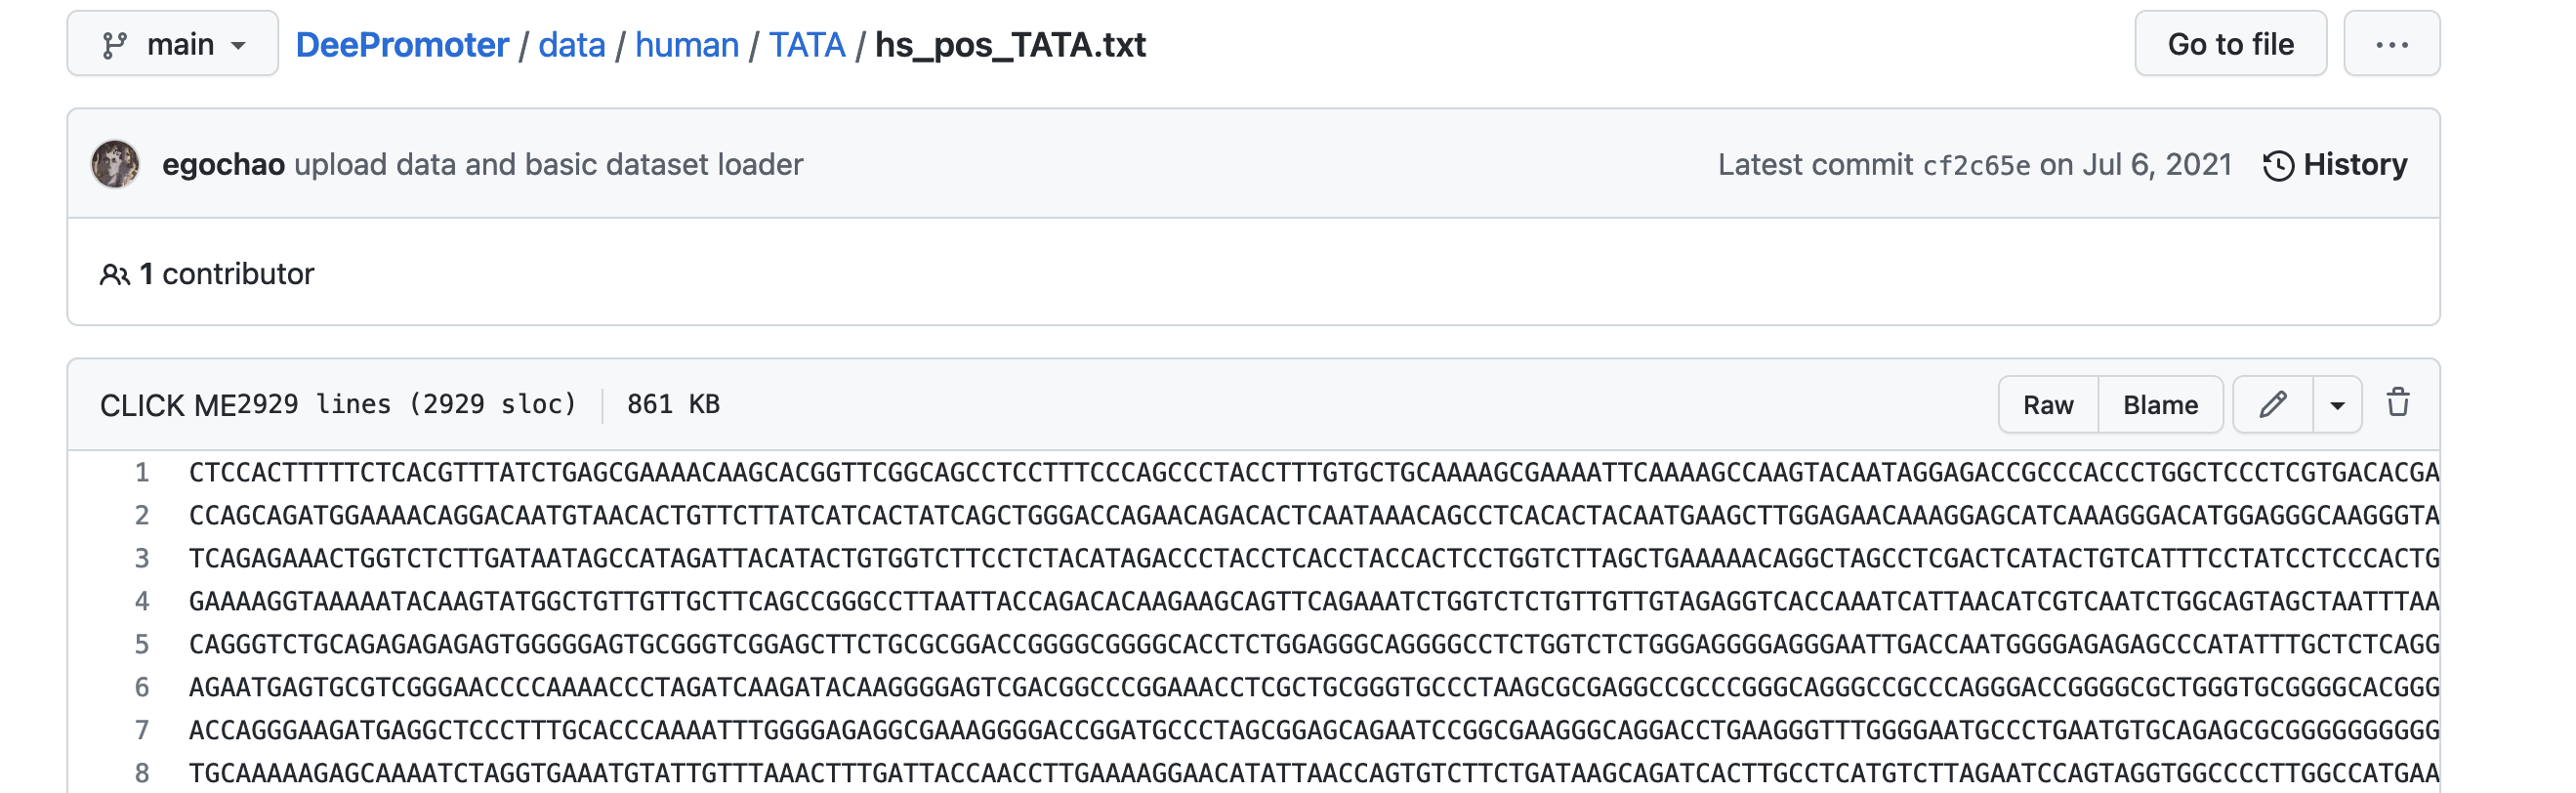 main
DeePromoter / data / human / TATA / hs_pos_TATA.txt
Go to file
...
egochao upload data and basic dataset loader
Latest commit cf2c65e on Jul 6, 2021
History
1 contributor
CLICK ME2929 lines (2929 sloc)
861 KB
Raw
Blame
1 CTCCACTTTTTCTCACGTTTATCTGAGCGAAAACAAGCACGGTTCGGCAGCCTCCTTTCCCAGCCCTACCTTTGTGCTGCAAAAGCGAAAATTCAAAAGCCAAGTACAATAGGAGACCGCCCACCCTGGCTCCCTCGTGACACGA
2 CCAGCAGATGGAAAACAGGACAATGTAACACTGTTCTTATCATCACTATCAGCTGGGACCAGAACAGACACTCAATAAACAGCCTCACACTACAATGAAGCTTGGAGAACAAAGGAGCATCAAAGGGACATGGAGGGCAAGGGTA
3 TCAGAGAAACTGGTCTCTTGATAATAGCCATAGATTACATACTGTGGTCTTCCTCTACATAGACCCTACCTCACCTACCACTCCTGGTCTTAGCTGAAAAACAGGCTAGCCTCGACTCATACTGTCATTTCCTATCCTCCCACTG
4 GAAAAGGTAAAAATACAAGTATGGCTGTTGTTGCTTCAGCCGGGCCTTAATTACCAGACACAAGAAGCAGTTCAGAAATCTGGTCTCTGTTGTTGTAGAGGTCACCAAATCATTAACATCGTCAATCTGGCAGTAGCTAATTTAA
5 CAGGGTCTGCAGAGAGAGAGTGGGGGAGTGCGGGTCGGAGCTTCTGCGCGGACCGGGGCGGGGCACCTCTGGAGGGCAGGGGCCTCTGGTCTCTGGGAGGGGAGGGAATTGACCAATGGGGAGAGAGCCCATATTTGCTCTCAGG
6 AGAATGAGTGCGTCGGGAACCCCAAAACCCTAGATCAAGATACAAGGGGAGTCGACGGCCCGGAAACCTCGCTGCGGGTGCCCTAAGCGCGAGGCCGCCCGGGCAGGGCCGCCCAGGGACCGGGGCGCTGGGTGCGGGGCACGGG
7 ACCAGGGAAGATGAGGCTCCCTTTGCACCCAAAATTTGGGGAGAGGCGAAAGGGGACCGGATGCCCTAGCGGAGCAGAATCCGGCGAAGGGCAGGACCTGAAGGGTTTGGGGAATGCCCTGAATGTGCAGAGCGCGGGGGGGGGG
8 TGCAAAAAGAGCAAAATCTAGGTGAAATGTATTGTTTAAACTTTGATTACCAACCTTGAAAAGGAACATATTAACCAGTGTCTTCTGATAAGCAGATCACTTGCCTCATGTCTTAGAATCCAGTAGGTGGCCCCTTGGCCATGAA